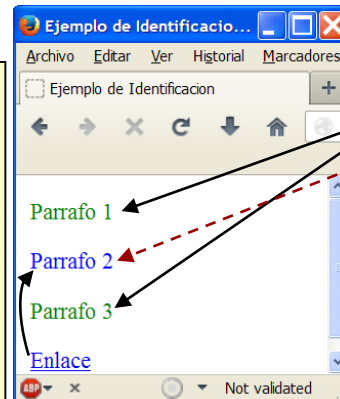 Ejemplo de Identificacio...
Archivo Editar Ver Historial Marcadores
Ejemplo de Identificacion
Parrafo 1
Parrafo 2
Parrafo 3
Enlace
ABP Not validated